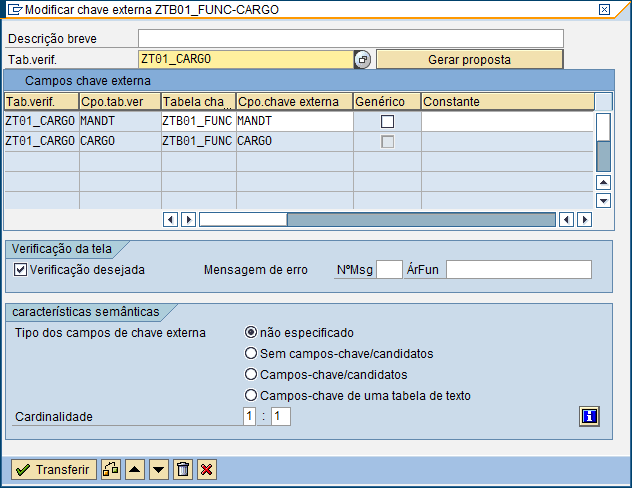 Modificar chave externa ZTB01_FUNC-CARGO
Descrição breve
Tab.verif. ZT01_CARGO Gerar proposta
Campos chave externa
Tab.verif. Cpo.tab.ver Tabela cha... Cpo.chave externa Genérico Constante
ZT01_CARGO MANDT ZTB01_FUNC MANDT
ZT01_CARGO CARGO ZTB01_FUNC CARGO
Verificação da tela
Verificação desejada Mensagem de erro NºMsg ÁrFun
características semânticas
Tipo dos campos de chave externa não especificado
Sem campos-chave/candidatos
Campos-chave/candidatos
Campos-chave de uma tabela de texto
Cardinalidade 1 : 1
Transferir